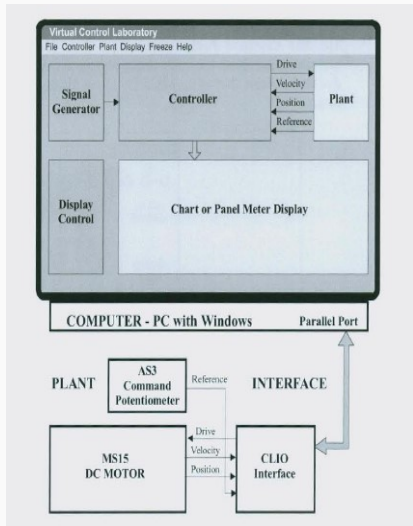 Virtual Control Laboratory
File Controller Plant Display Freeze Help
Signal
Generator
Controller
Drive
Velocity
Position
Reference
Plant
Display
Control
Chart or Panel Meter Display
COMPUTER - PC with Windows
Parallel Port
PLANT
AS3
Command
Potentiometer
Reference
INTERFACE
MS15
DC MOTOR
Drive
Velocity
Position
CLIO
Interface